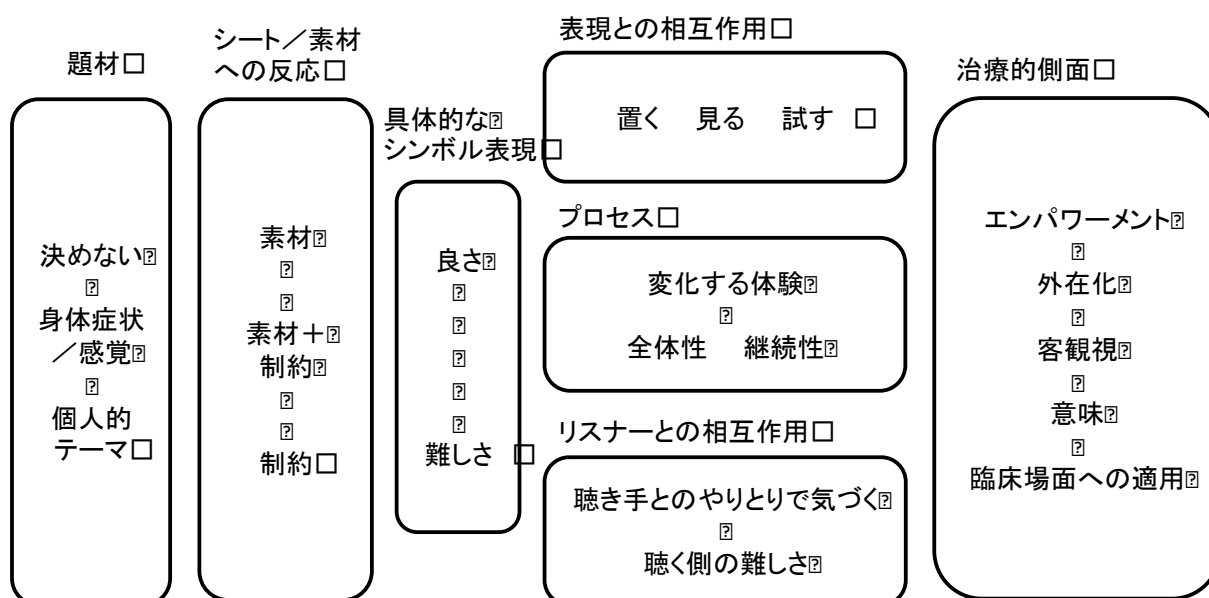 題材□
決めない
身体症状
／感覚
個人的
テーマ□
シート／素材
への反応□
素材
素材＋
制約
制約□
具体的な
シンボル表現□
良さ
難しさ □
表現との相互作用□
置く 見る 試す □
プロセス□
変化する体験
全体性 継続性
リスナーとの相互作用□
聴き手とのやりとりで気づく
聴く側の難しさ
治療的側面□
エンパワーメント
外在化
客観視
意味
臨床場面への適用